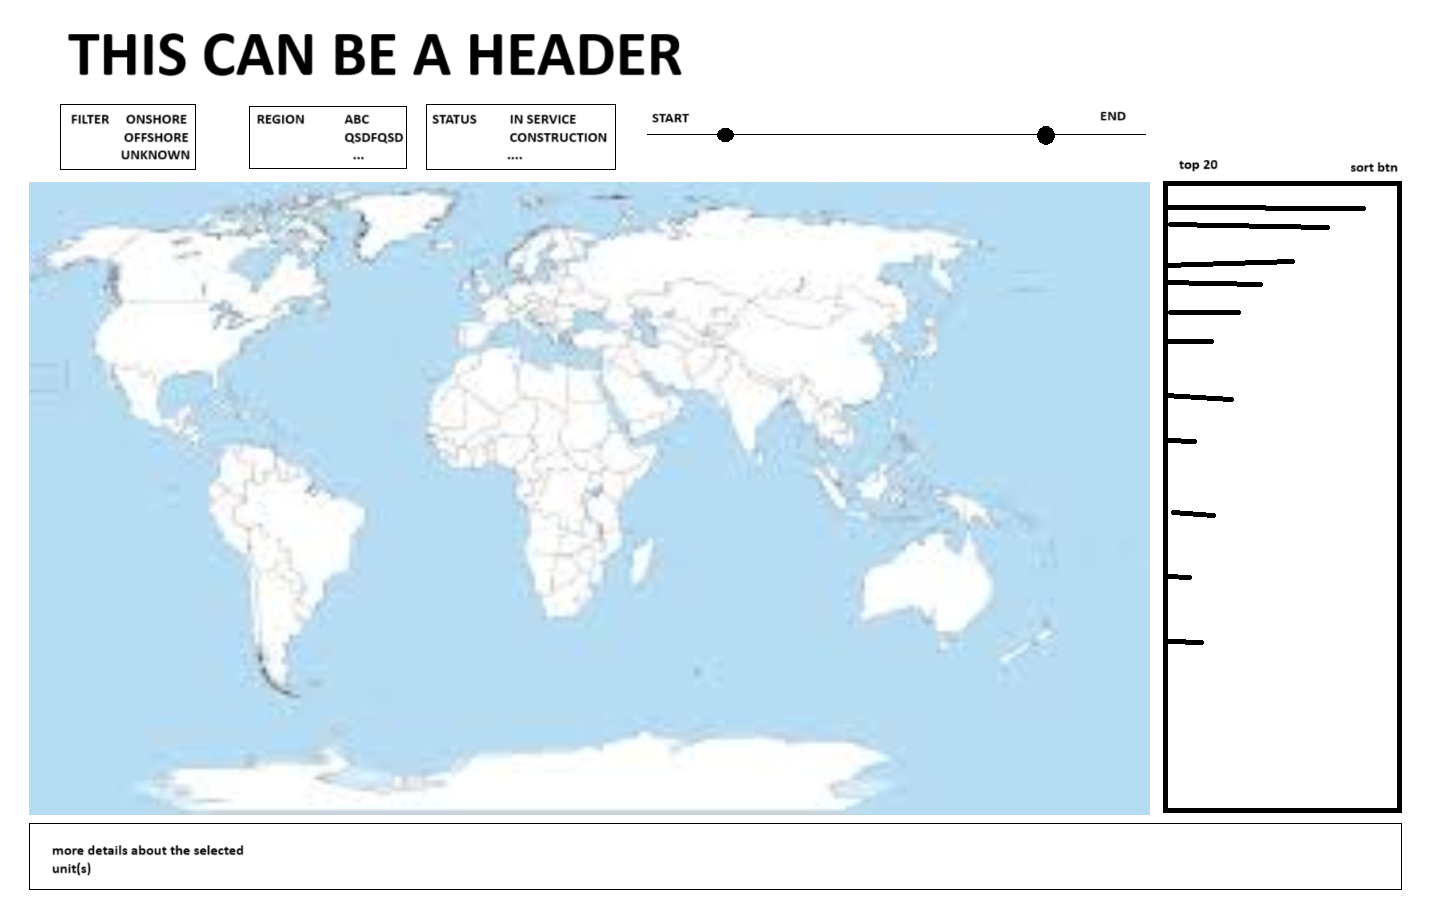 THIS CAN BE A HEADER
FILTER ONSHORE
OFFSHORE
UNKNOWN
REGION ABC
QSDFQSD
...
STATUS IN SERVICE
CONSTRUCTION
....
START
END
top 20
sort btn
more details about the selected
unit(s)